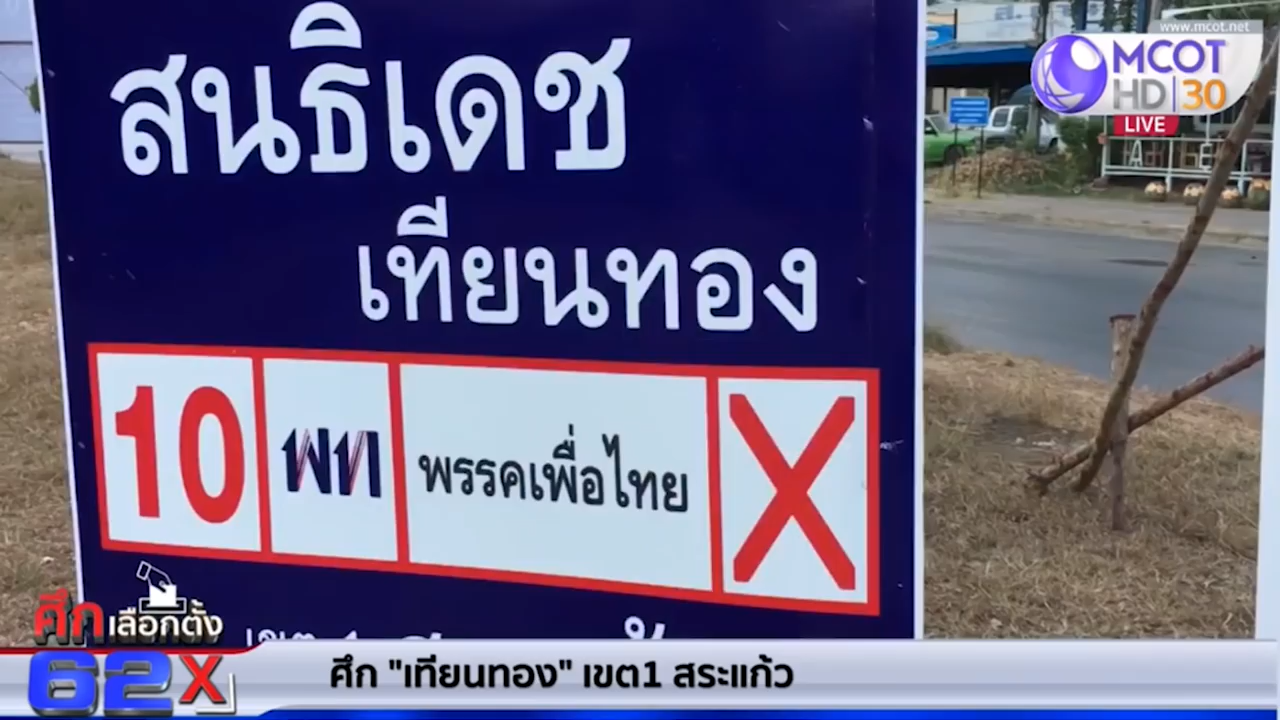 www.mcot.net
MCOT
HD 30
LIVE
สนธิเดช
เทียนทอง
10 พท พรรคเพื่อไทย X
ศึก
เลือกตั้ง
62 X
ศึก "เทียนทอง" เขต1 สระแก้ว